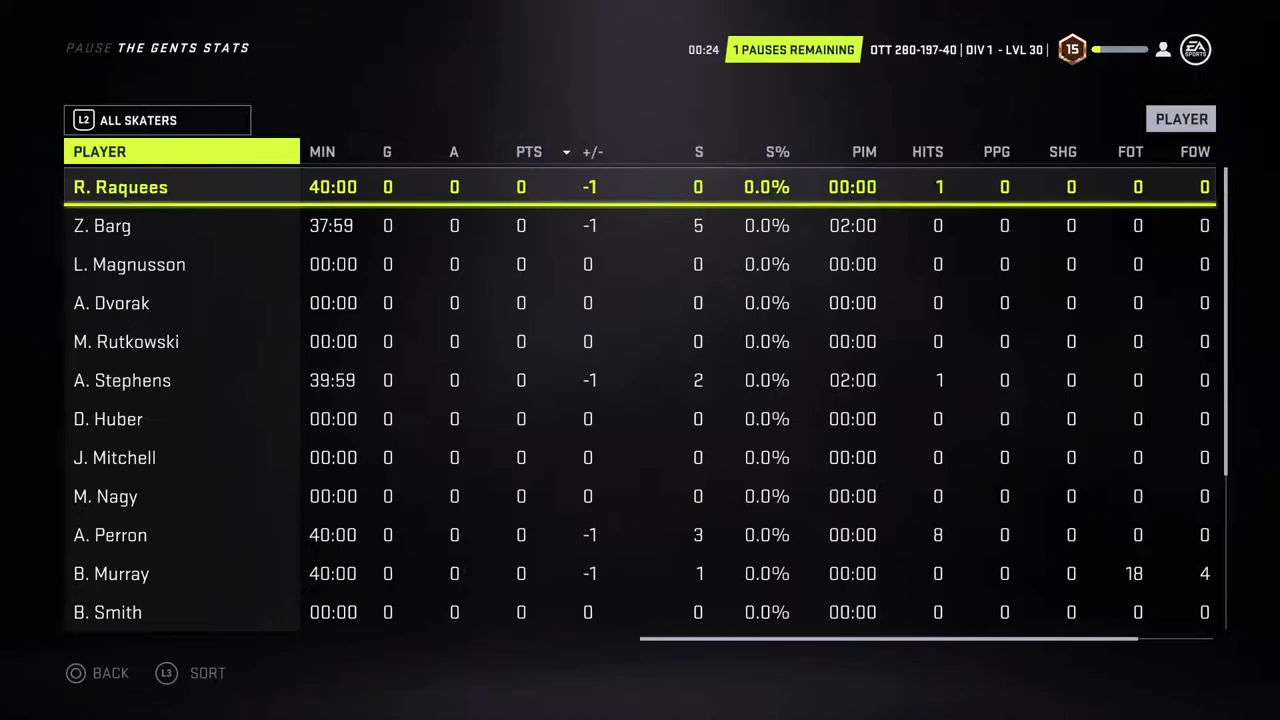 PAUSE THE GENTS STATS
00:24 1 PAUSES REMAINING OTT 280-197-40 | DIV 1 - LVL 30 | 15 EA SPORTS
L2 ALL SKATERS
PLAYER
PLAYER MIN G A PTS +/- S S% PIM HITS PPG SHG FOT FOW
R. Raquees 40:00 0 0 0 -1 0 0.0% 00:00 1 0 0 0 0
Z. Barg 37:59 0 0 0 -1 5 0.0% 02:00 0 0 0 0 0
L. Magnusson 00:00 0 0 0 0 0 0.0% 00:00 0 0 0 0 0
A. Dvorak 00:00 0 0 0 0 0 0.0% 00:00 0 0 0 0 0
M. Rutkowski 00:00 0 0 0 0 0 0.0% 00:00 0 0 0 0 0
A. Stephens 39:59 0 0 0 -1 2 0.0% 02:00 1 0 0 0 0
D. Huber 00:00 0 0 0 0 0 0.0% 00:00 0 0 0 0 0
J. Mitchell 00:00 0 0 0 0 0 0.0% 00:00 0 0 0 0 0
M. Nagy 00:00 0 0 0 0 0 0.0% 00:00 0 0 0 0 0
A. Perron 40:00 0 0 0 -1 3 0.0% 00:00 8 0 0 0 0
B. Murray 40:00 0 0 0 -1 1 0.0% 00:00 0 0 0 18 4
B. Smith 00:00 0 0 0 0 0 0.0% 00:00 0 0 0 0 0
BACK L3 SORT